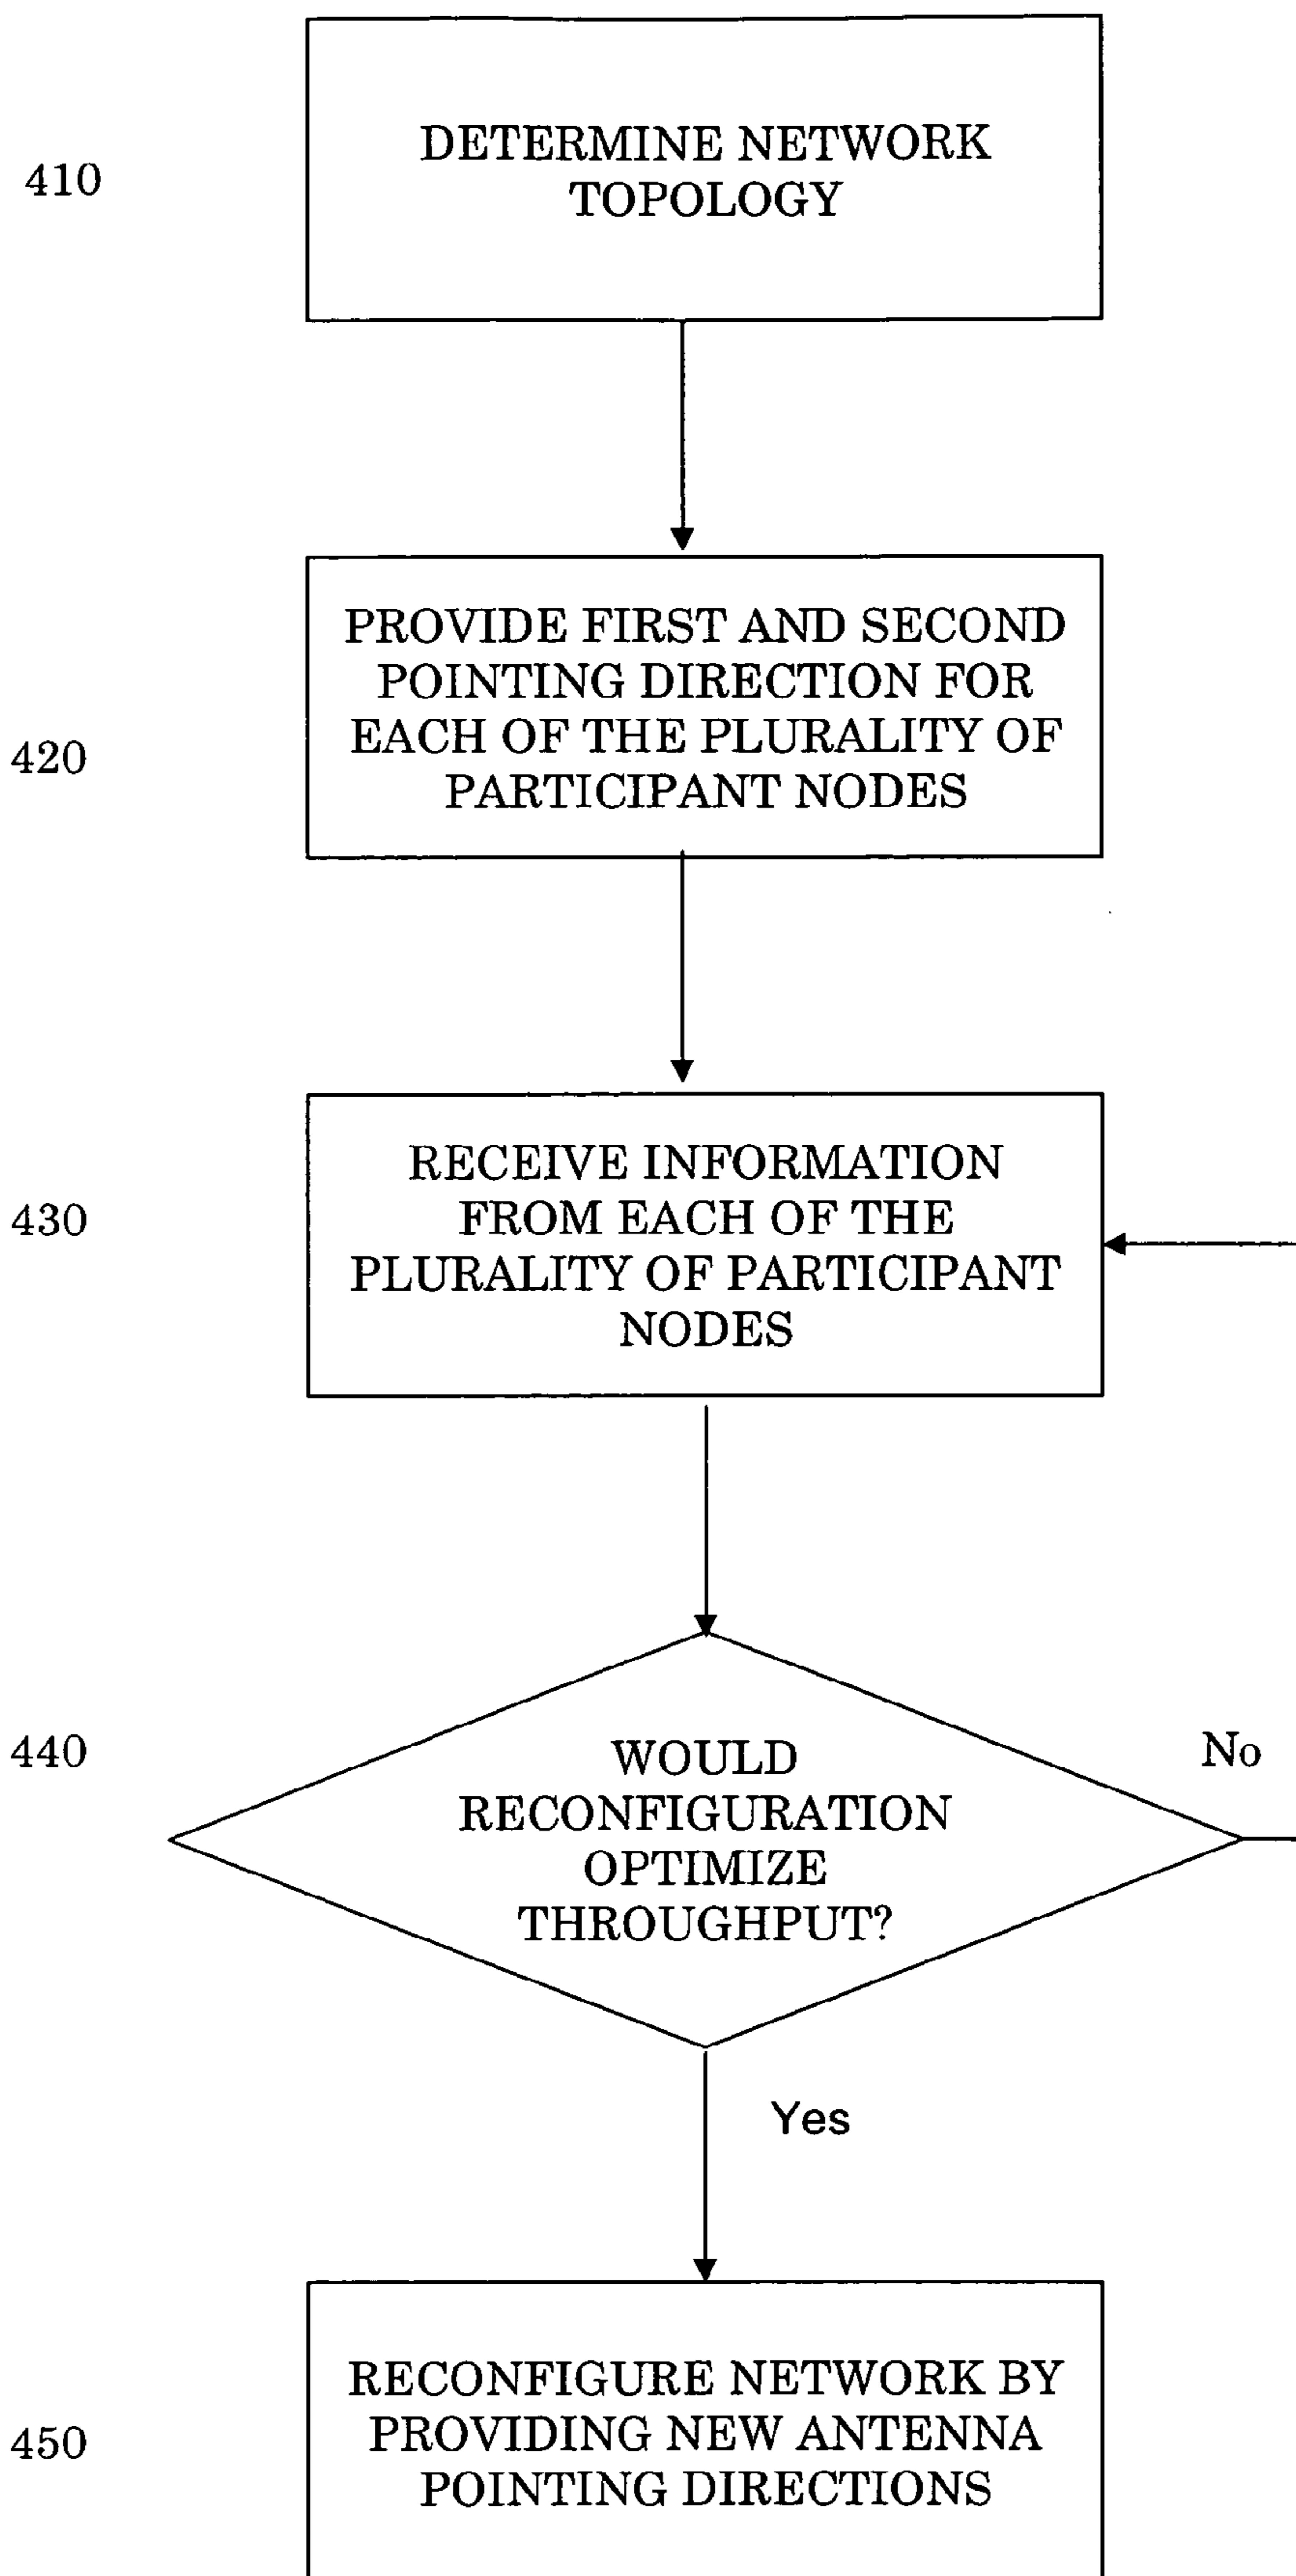 410
DETERMINE NETWORK
TOPOLOGY
420
PROVIDE FIRST AND SECOND
POINTING DIRECTION FOR
EACH OF THE PLURALITY OF
PARTICIPANT NODES
430
RECEIVE INFORMATION
FROM EACH OF THE
PLURALITY OF PARTICIPANT
NODES
440
WOULD
RECONFIGURATION
OPTIMIZE
THROUGHPUT?
No
Yes
450
RECONFIGURE NETWORK BY
PROVIDING NEW ANTENNA
POINTING DIRECTIONS